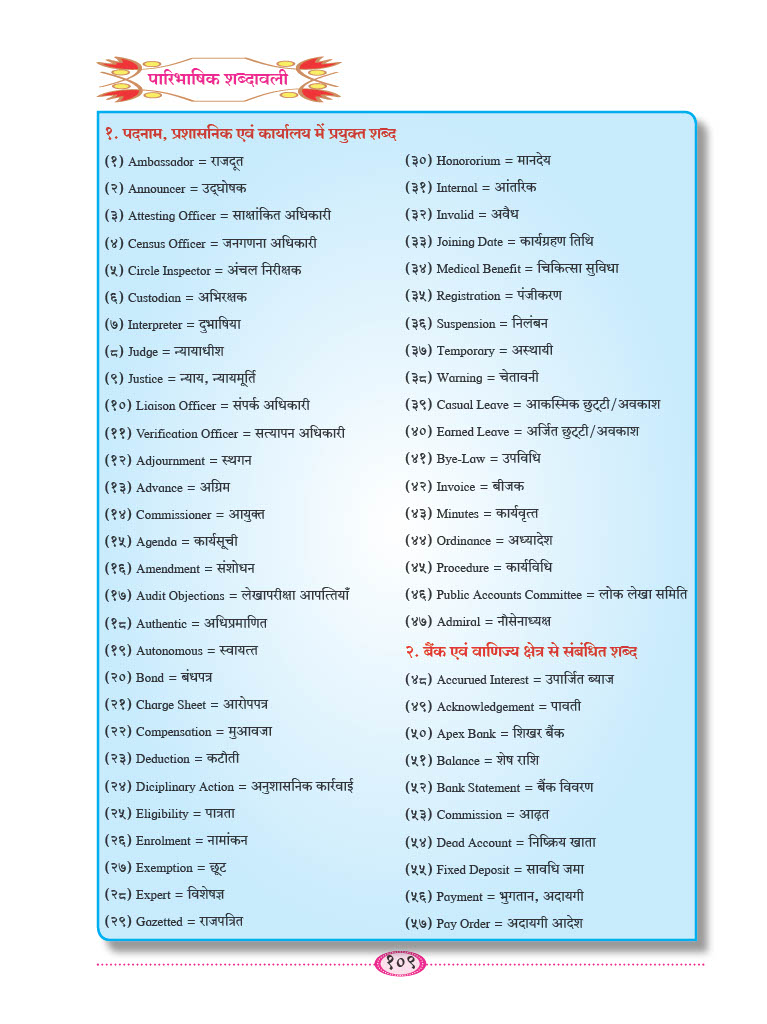 पारिभाषिक शब्दावली
१. पदनाम, प्रशासनिक एवं कार्यालय में प्रयुक्त शब्द
(१) Ambassador = राजदूत
(२) Announcer = उद्घोषक
(३) Attesting Officer = साक्षांकित अधिकारी
(४) Census Officer = जनगणना अधिकारी
(५) Circle Inspector = अंचल निरीक्षक
(६) Custodian = अभिरक्षक
(७) Interpreter = दुभाषिया
(८) Judge = न्यायाधीश
(९) Justice = न्याय, न्यायमूर्ति
(१०) Liaison Officer = संपर्क अधिकारी
(११) Verification Officer = सत्यापन अधिकारी
(१२) Adjournment = स्थगन
(१३) Advance = अग्रिम
(१४) Commissioner = आयुक्त
(१५) Agenda = कार्यसूची
(१६) Amendment = संशोधन
(१७) Audit Objections = लेखापरीक्षा आपत्तियाँ
(१८) Authentic = अधिप्रमाणित
(१९) Autonomous = स्वायत्त
(२०) Bond = बंधपत्र
(२१) Charge Sheet = आरोपपत्र
(२२) Compensation = मुआवजा
(२३) Deduction = कटौती
(२४) Diciplinary Action = अनुशासनिक कार्रवाई
(२५) Eligibility = पात्रता
(२६) Enrolment = नामांकन
(२७) Exemption = छूट
(२८) Expert = विशेषज्ञ
(२९) Gazetted = राजपत्रित
(३०) Honororium = मानदेय
(३१) Internal = आंतरिक
(३२) Invalid = अवैध
(३३) Joining Date = कार्यग्रहण तिथि
(३४) Medical Benefit = चिकित्सा सुविधा
(३५) Registration = पंजीकरण
(३६) Suspension = निलंबन
(३७) Temporary = अस्थायी
(३८) Warning = चेतावनी
(३९) Casual Leave = आकस्मिक छुट्टी/अवकाश
(४०) Earned Leave = अर्जित छुट्टी/अवकाश
(४१) Bye-Law = उपविधि
(४२) Invoice = बीजक
(४३) Minutes = कार्यवृत्त
(४४) Ordinance = अध्यादेश
(४५) Procedure = कार्यविधि
(४६) Public Accounts Committee = लोक लेखा समिति
(४७) Admiral = नौसेनाध्यक्ष
२. बैंक एवं वाणिज्य क्षेत्र से संबंधित शब्द
(४८) Accurued Interest = उपार्जित ब्याज
(४९) Acknowledgement = पावती
(५०) Apex Bank = शिखर बैंक
(५१) Balance = शेष राशि
(५२) Bank Statement = बैंक विवरण
(५३) Commission = आढ़त
(५४) Dead Account = निष्क्रिय खाता
(५५) Fixed Deposit = सावधि जमा
(५६) Payment = भुगतान, अदायगी
(५७) Pay Order = अदायगी आदेश
१०९